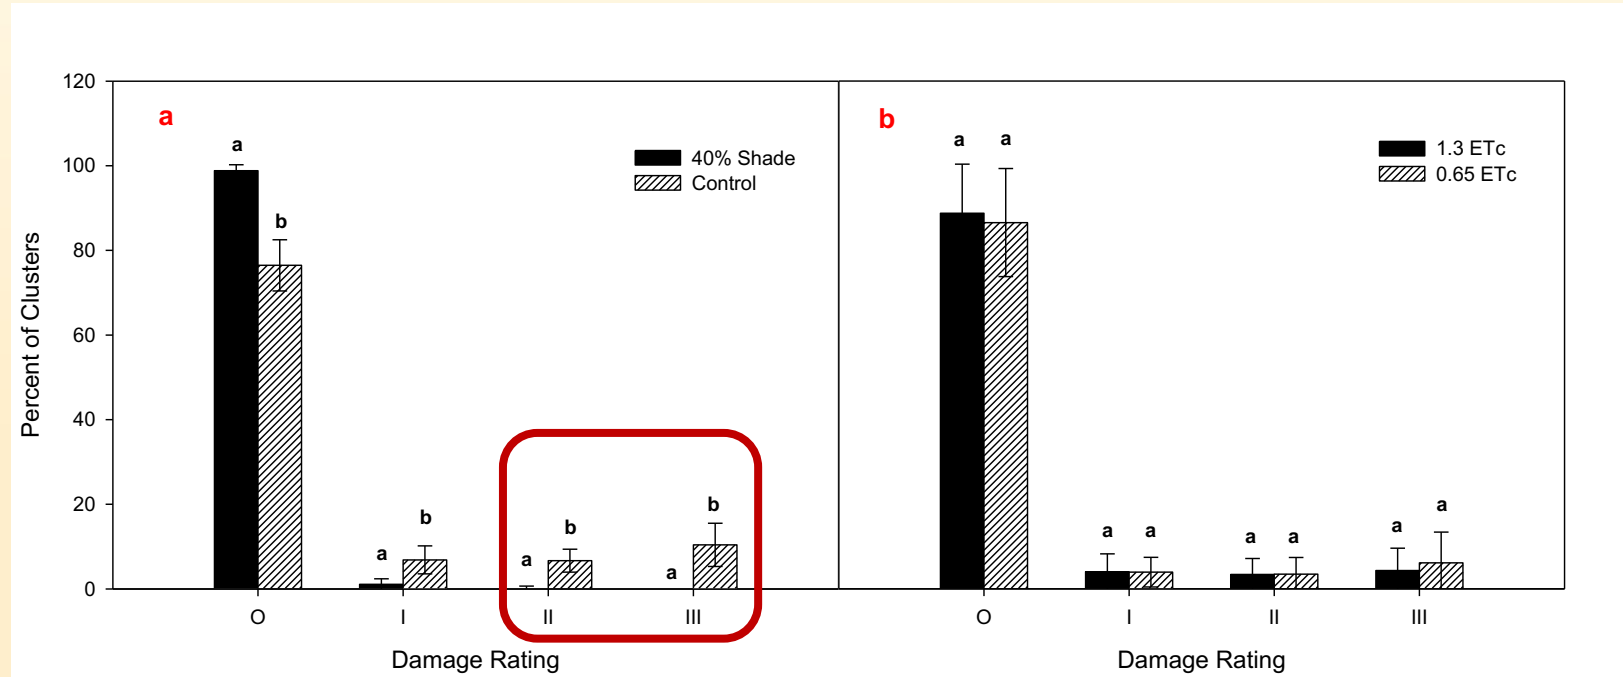 120
100
80
60
40
20
0
Percent of Clusters
a
a
b
a
b
a
b
a
b
40% Shade
Control
O
I
II
III
Damage Rating
b
a
a
a
a
a
a
a
a
1.3 ETc
0.65 ETc
O
I
II
III
Damage Rating